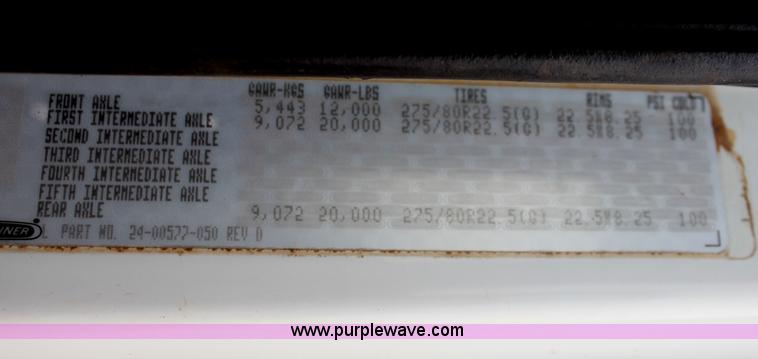 GAWR-KGS GAWR-LBS TIRES RIMS PSI COLD
FRONT AXLE 5,443 12,000 275/80R22.5(G) 22.5X8.25 100
FIRST INTERMEDIATE AXLE 9,072 20,000 275/80R22.5(G) 22.5X8.25 100
SECOND INTERMEDIATE AXLE
THIRD INTERMEDIATE AXLE
FOURTH INTERMEDIATE AXLE
FIFTH INTERMEDIATE AXLE
REAR AXLE 9,072 20,000 275/80R22.5(G) 22.5X8.25 100
INER PART NO. 24-00577-050 REV D
www.purplewave.com